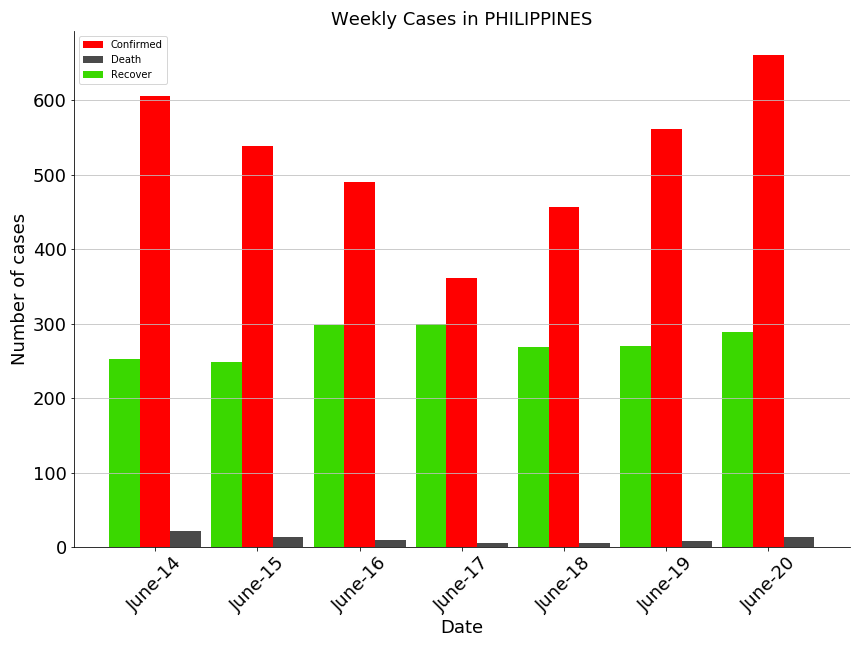 Weekly Cases in PHILIPPINES
Confirmed
Death
Recover
Number of cases
600
500
400
300
200
100
0
June-14
June-15
June-16
June-17
June-18
June-19
June-20
Date